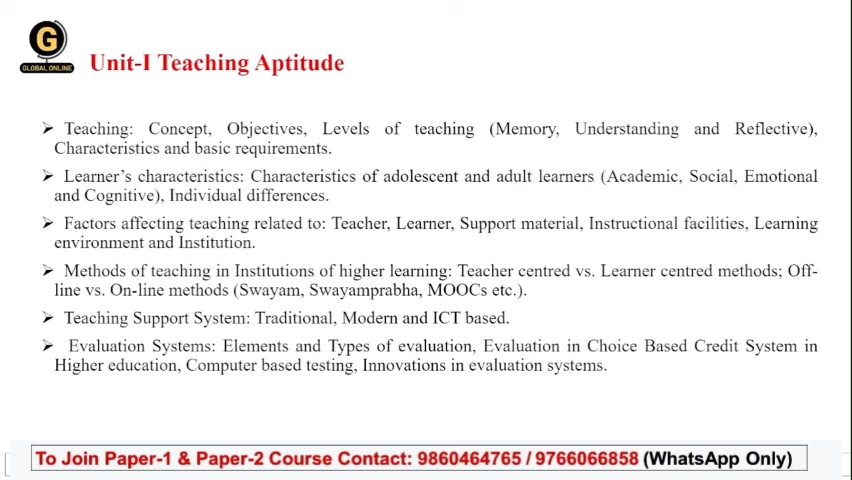 G
GLOBAL ONLINE
Unit-I Teaching Aptitude
➢ Teaching: Concept, Objectives, Levels of teaching (Memory, Understanding and Reflective),
Characteristics and basic requirements.
➢ Learner's characteristics: Characteristics of adolescent and adult learners (Academic, Social, Emotional
and Cognitive), Individual differences.
➢ Factors affecting teaching related to: Teacher, Learner, Support material, Instructional facilities, Learning
environment and Institution.
➢ Methods of teaching in Institutions of higher learning: Teacher centred vs. Learner centred methods; Off-
line vs. On-line methods (Swayam, Swayamprabha, MOOCs etc.).
➢ Teaching Support System: Traditional, Modern and ICT based.
➢ Evaluation Systems: Elements and Types of evaluation, Evaluation in Choice Based Credit System in
Higher education, Computer based testing, Innovations in evaluation systems.
To Join Paper-1 & Paper-2 Course Contact: 9860464765 / 9766066858 (WhatsApp Only)